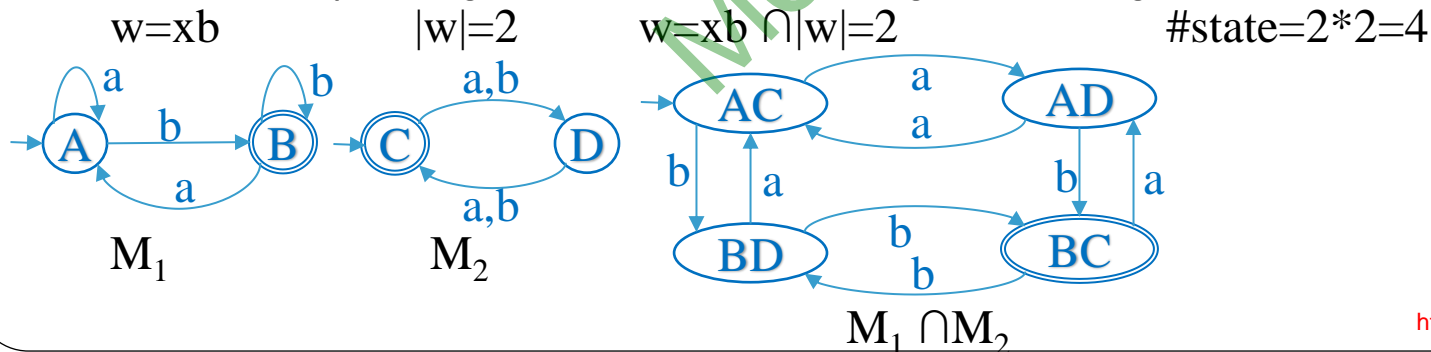 w=xb |w|=2 w=xb ∩|w|=2 #state=2*2=4
a b a,b a
A b B C D AC AD
a b a b a
a a,b
BD b BC
b
M₁ M₂
M₁ ∩M₂